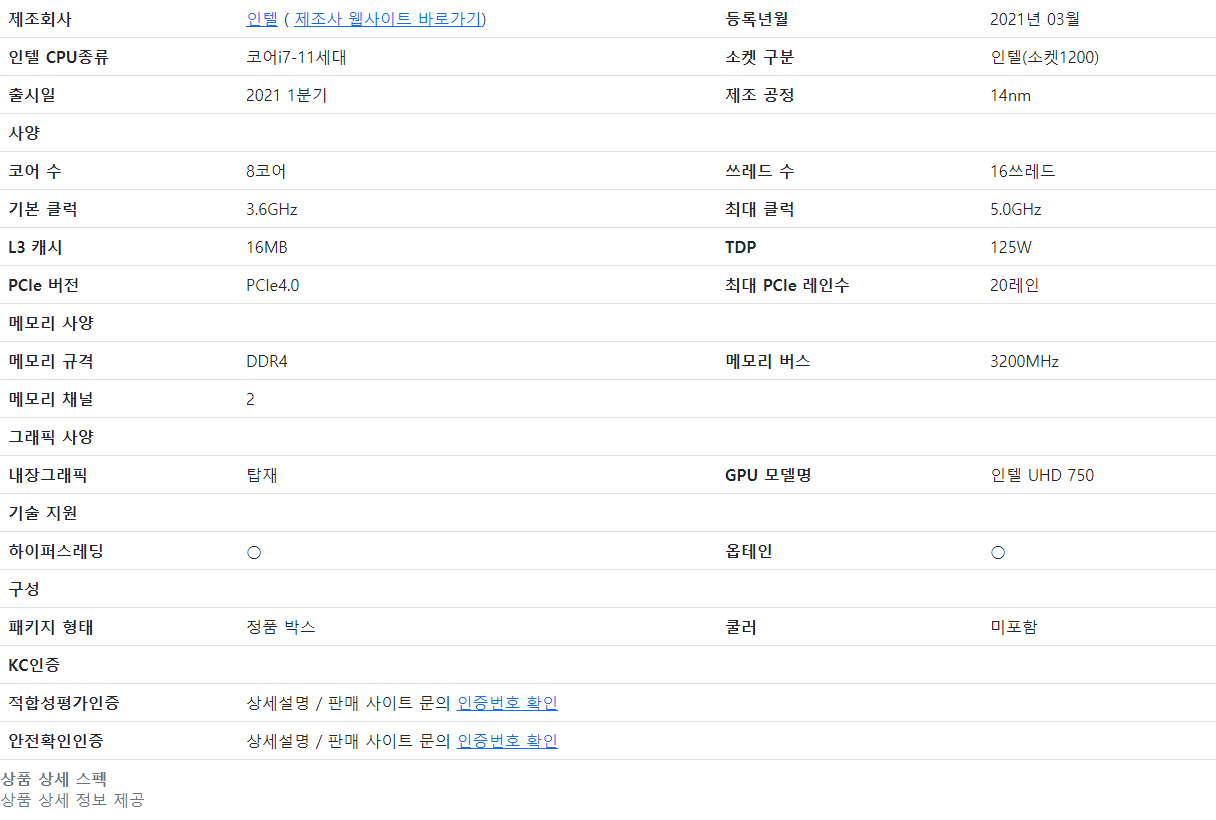 제조회사 인텔 ( 제조사 웹사이트 바로가기) 등록년월 2021년 03월
인텔 CPU종류 코어i7-11세대 소켓 구분 인텔(소켓1200)
출시일 2021 1분기 제조 공정 14nm
사양
코어 수 8코어 쓰레드 수 16쓰레드
기본 클럭 3.6GHz 최대 클럭 5.0GHz
L3 캐시 16MB TDP 125W
PCIe 버전 PCIe4.0 최대 PCIe 레인수 20레인
메모리 사양
메모리 규격 DDR4 메모리 버스 3200MHz
메모리 채널 2
그래픽 사양
내장그래픽 탑재 GPU 모델명 인텔 UHD 750
기술 지원
하이퍼스레딩 ○ 옵테인 ○
구성
패키지 형태 정품 박스 쿨러 미포함
KC인증
적합성평가인증 상세설명 / 판매 사이트 문의 인증번호 확인
안전확인인증 상세설명 / 판매 사이트 문의 인증번호 확인
상품 상세 스펙
상품 상세 정보 제공